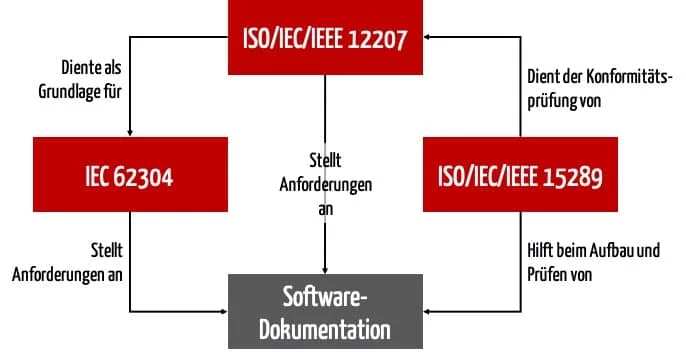 ISO/IEC/IEEE 12207
Diente als
Grundlage für
Dient der Konformitäts-
prüfung von
IEC 62304
Stellt
Anforderungen
an
ISO/IEC/IEEE 15289
Stellt
Anforderungen an
Hilft beim Aufbau und
Prüfen von
Software-
Dokumentation